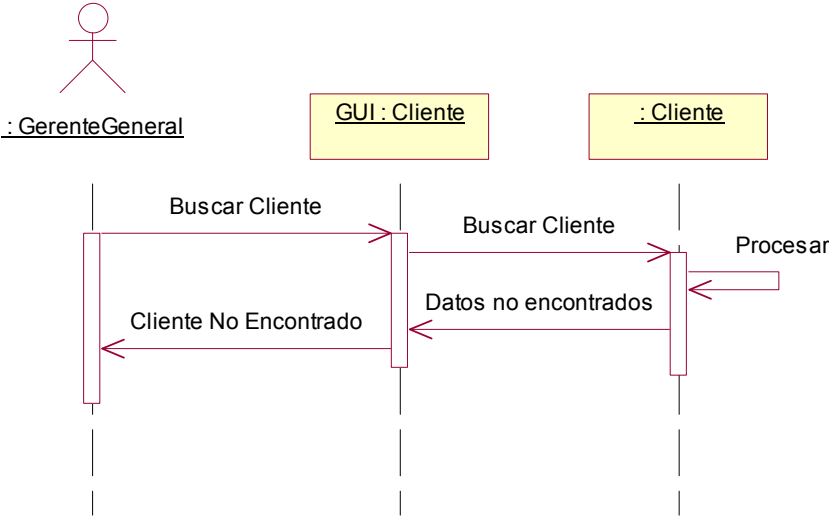 : GerenteGeneral
GUI : Cliente
: Cliente
Buscar Cliente
Buscar Cliente
Procesar
Datos no encontrados
Cliente No Encontrado